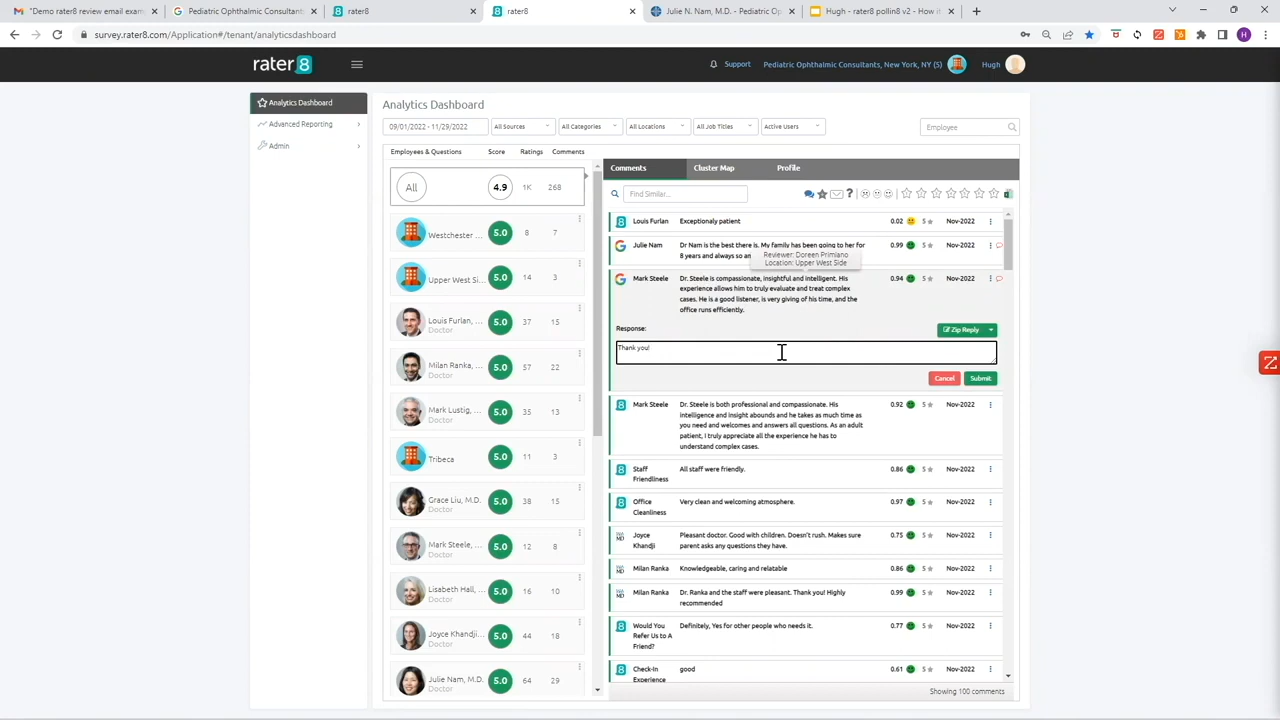 "Demo rater8 review email exam
Pediatric Ophthalmic Consultant
rater8
rater8
Julie N. Nam, M.D. - Pediatric Op
Hugh - rater8 pollin8 v2 - How it
survey.rater8.com/Application#/tenant/analyticsdashboard
H
rater8
Support
Pediatric Ophthalmic Consultants, New York, NY (S)
Hugh
Analytics Dashboard
Advanced Reporting
Admin
Analytics Dashboard
09/01/2022 - 11/29/2022
All Sources
All Categories
All Locations
All Job Titles
Active Users
Employee
Employees & Questions Score Ratings Comments
All 4.9 1K 268
Westchester ... 5.0 8 7
Upper West Si... 5.0 14 3
Louis Furlan, ... 5.0 37 15
Doctor
Milan Ranka, ... 5.0 57 22
Doctor
Mark Lustig, ... 5.0 35 13
Doctor
Tribeca 5.0 11 3
Grace Liu, M.D. 5.0 38 15
Doctor
Mark Steele, ... 5.0 12 8
Doctor
Lisabeth Hall, ... 5.0 16 10
Doctor
Joyce Khandji... 5.0 44 18
Doctor
Julie Nam, M.D. 5.0 64 29
Doctor
Comments
Cluster Map
Profile
Find Similar...
Louis Furlan Exceptionaly patient 0.02 5 Nov-2022
Julie Nam Dr Nam is the best there is. My family has been going to her for 0.99 5 Nov-2022
8 years and always so an
Reviewer: Doreen Primiano
Location: Upper West Side
Mark Steele Dr. Steele is compassionate, insightful and intelligent. His 0.94 5 Nov-2022
experience allows him to truly evaluate and treat complex
cases. He is a good listener, is very giving of his time, and the
office runs efficiently.
Response:
Zip Reply
Thank you!
Cancel
Submit
Mark Steele Dr. Steele is both professional and compassionate. His 0.92 5 Nov-2022
intelligence and insight abounds and he takes as much time as
you need and welcomes and answers all questions. As an adult
patient, I truly appreciate all the experience he has to
understand complex cases.
Staff All staff were friendly. 0.86 5 Nov-2022
Friendliness
Office Very clean and welcoming atmosphere. 0.97 5 Nov-2022
Cleanliness
Joyce Pleasant doctor. Good with children. Doesn't rush. Makes sure 0.75 5 Nov-2022
Khandji parent asks any questions they have.
Milan Ranka Knowledgeable, caring and relatable 0.86 5 Nov-2022
Milan Ranka Dr. Ranka and the staff were pleasant. Thank you! Highly 0.99 5 Nov-2022
recommended
Would You Definitely, Yes for other people who needs it. 0.77 5 Nov-2022
Refer Us to A
Friend?
Check-In good 0.61 5 Nov-2022
Experience
Showing 100 comments